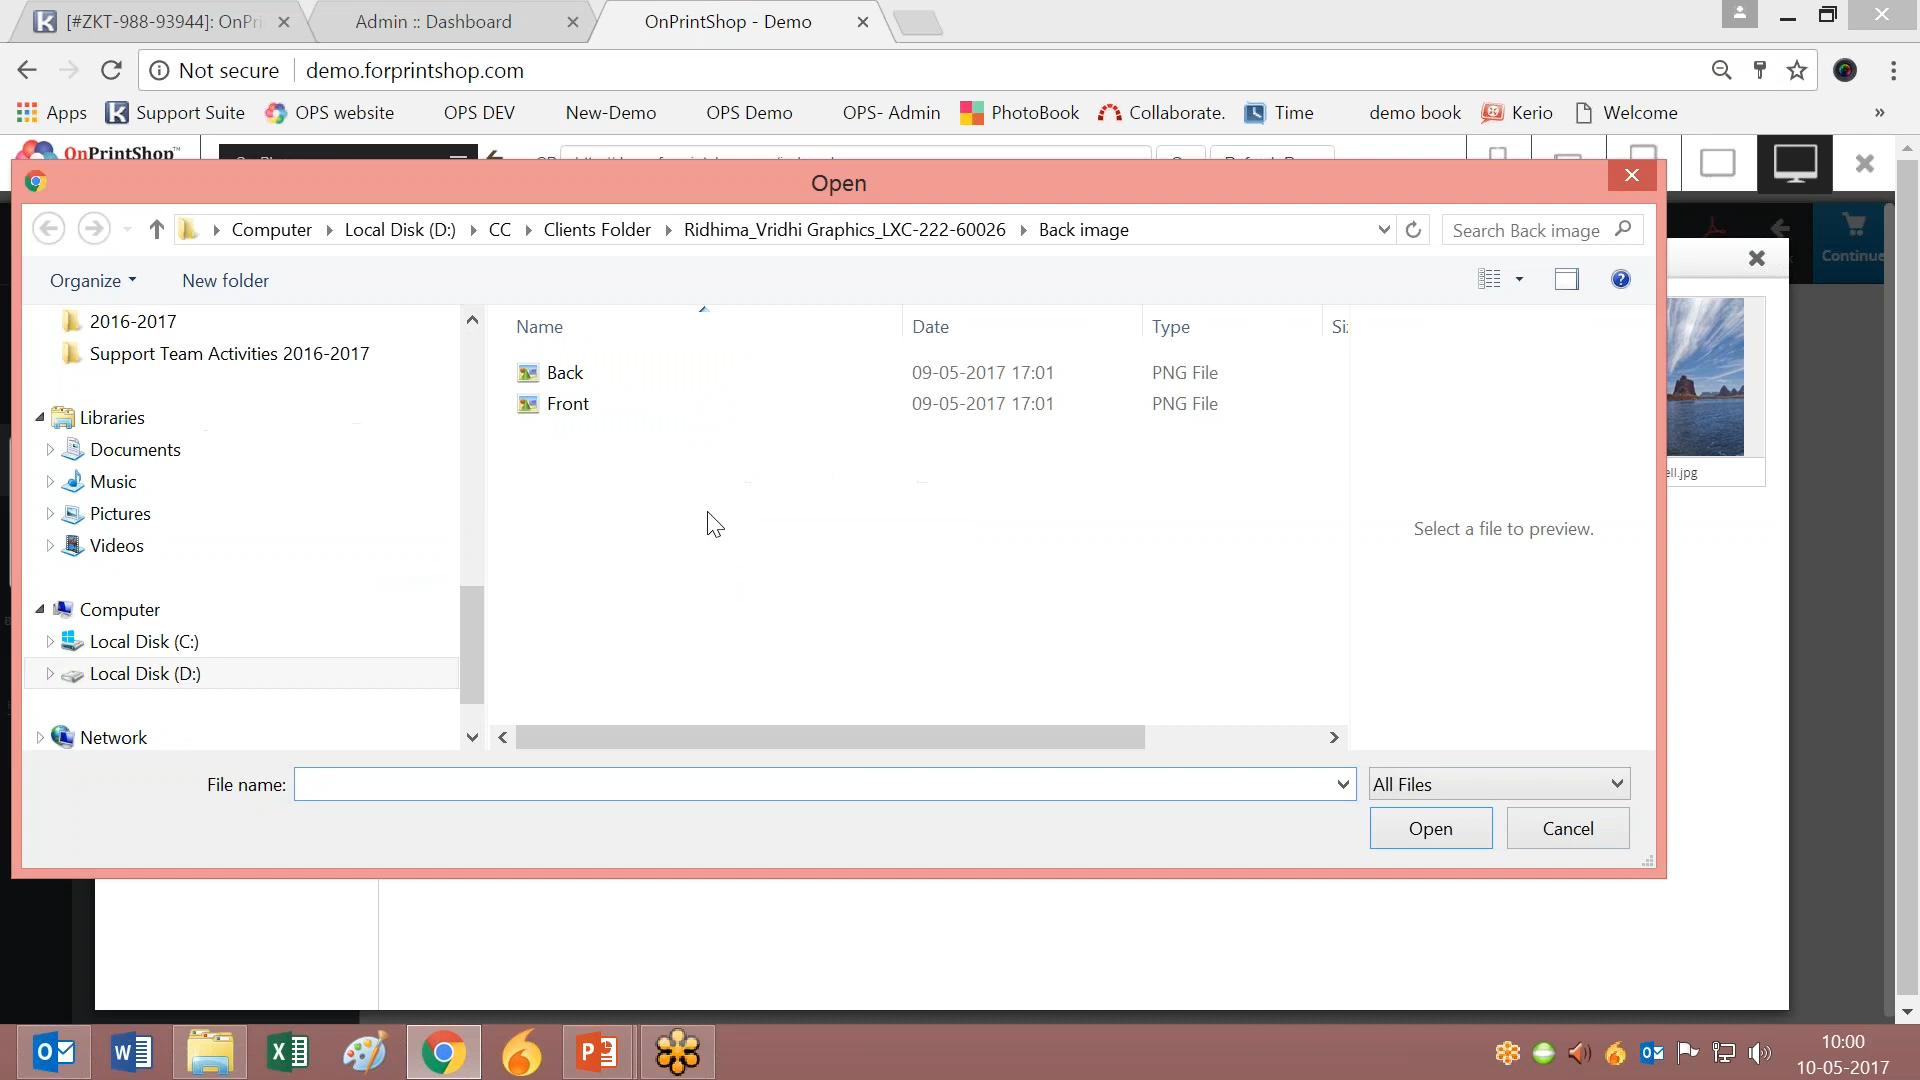 [#ZKT-988-93944]: OnPri
Admin :: Dashboard
OnPrintShop - Demo
Not secure
demo.forprintshop.com
Apps
Support Suite
OPS website
OPS DEV
New-Demo
OPS Demo
OPS- Admin
PhotoBook
Collaborate.
Time
demo book
Kerio
Welcome
»
OnPrintShop™
Open
Computer
Local Disk (D:)
CC
Clients Folder
Ridhima_Vridhi Graphics_LXC-222-60026
Back image
Search Back image
Continue
Organize
New folder
2016-2017
Support Team Activities 2016-2017
Libraries
Documents
Music
Pictures
Videos
Computer
Local Disk (C:)
Local Disk (D:)
Network
Name
Date
Type
Si
Back
09-05-2017 17:01
PNG File
Front
09-05-2017 17:01
PNG File
Select a file to preview.
ell.jpg
File name:
All Files
Open
Cancel
10:00
10-05-2017